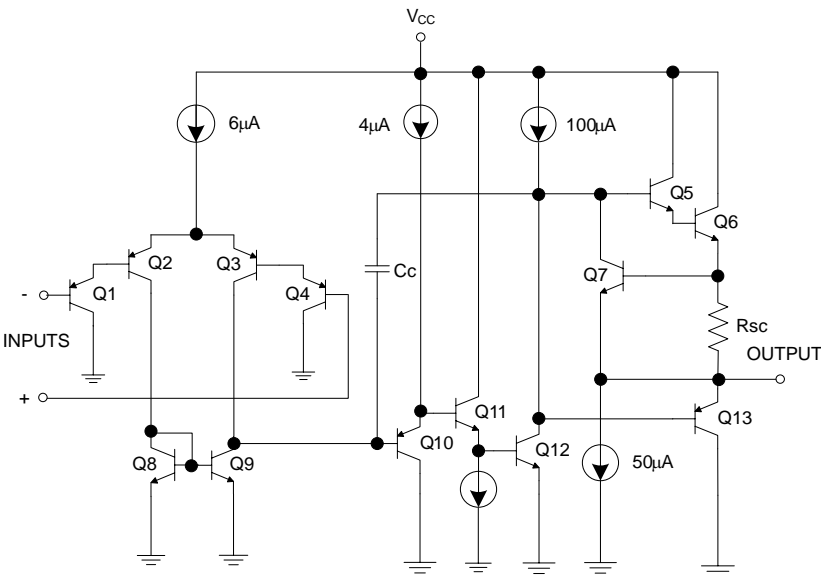 VCC
6µA
4µA
100µA
Q5
Q6
Q2
Q3
Q7
Q1
Q4
Cc
-
INPUTS
Rsc
OUTPUT
+
Q11
Q13
Q10
Q12
Q8
Q9
50µA